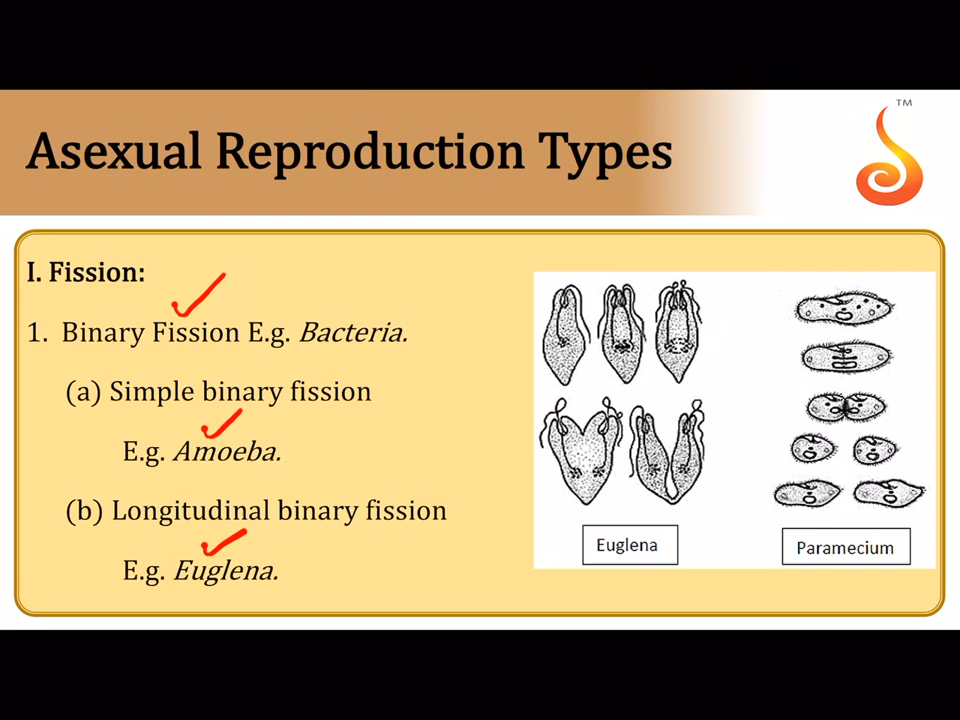 TM
Asexual Reproduction Types
I. Fission:
1. Binary Fission E.g. Bacteria.
(a) Simple binary fission
E.g. Amoeba.
(b) Longitudinal binary fission
E.g. Euglena.
Euglena
Paramecium